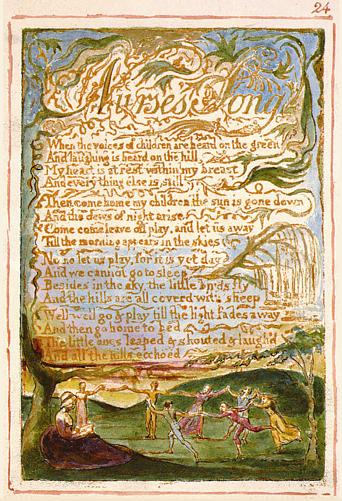 24
Nurse's Song
When the voices of children are heard on the green
And laughing is heard on the hill,
My heart is at rest within my breast
And every thing else is still
Then come home my children the sun is gone down
And the dews of night arise
Come come leave off play, and let us away
Till the morning appears in the skies
No no let us play, for it is yet day
And we cannot go to sleep
Besides in the sky, the little birds fly
And the hills are all coverd with sheep
Well well go & play till the light fades away
And then go home to bed
The little ones leaped & shouted & laugh'd
And all the hills ecchoed